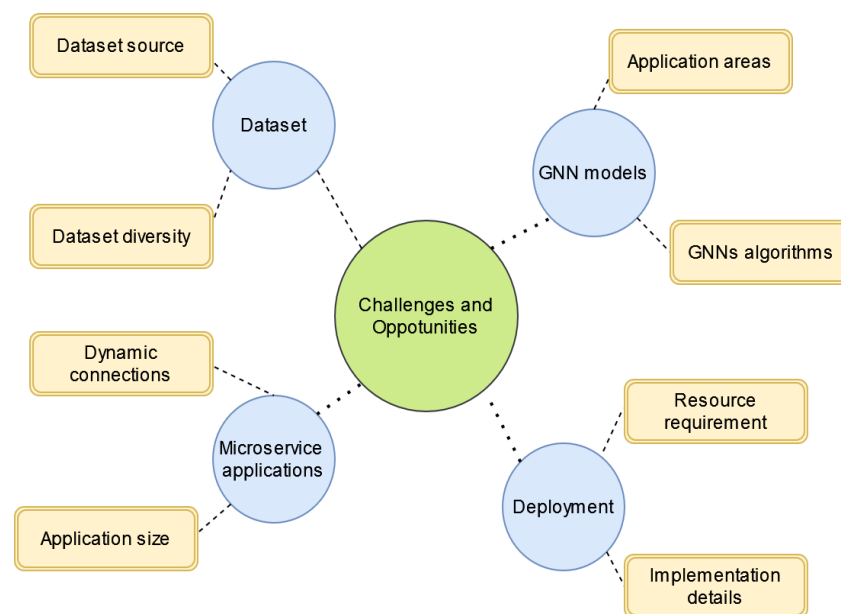 Dataset source
Dataset
Dataset diversity
Application areas
GNN models
GNNs algorithms
Challenges and
Oppotunities
Dynamic
connections
Microservice
applications
Application size
Resource
requirement
Deployment
Implementation
details